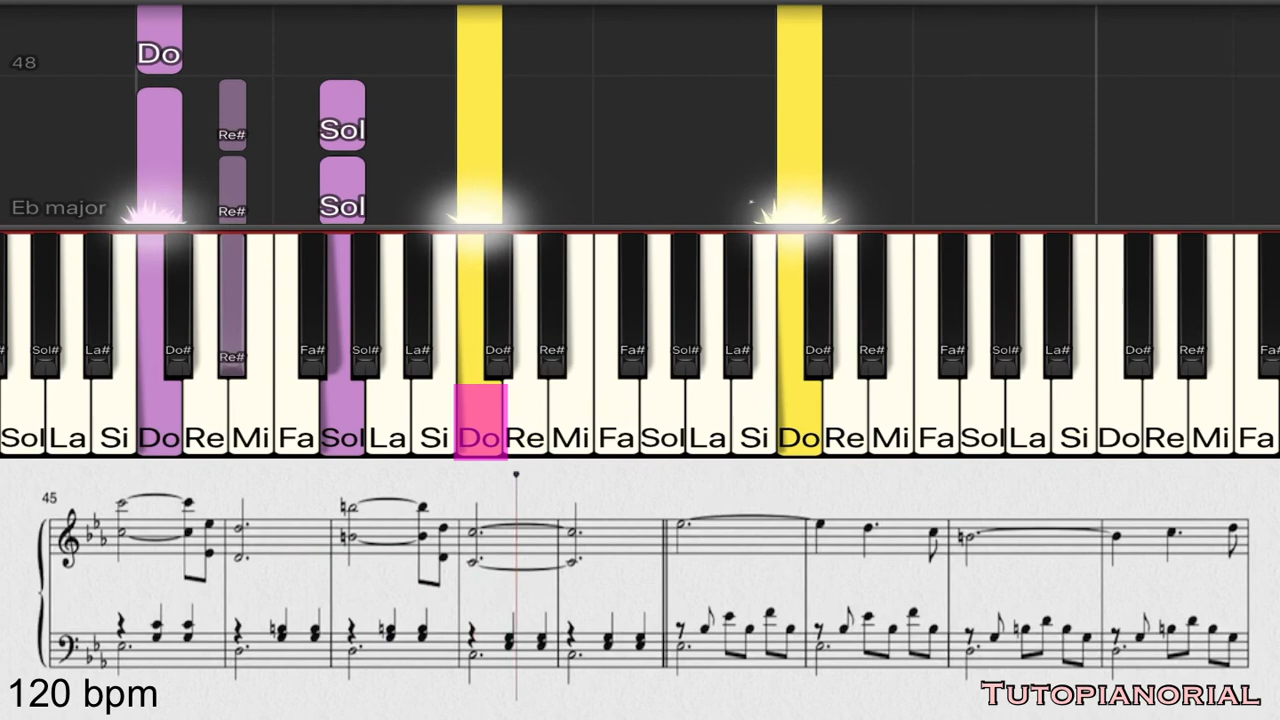 Do
48
Re# Sol
Eb major Re# Sol
Sol# La# Do# Re# Fa# Sol# La# Do# Re# Fa# Sol# La# Do# Re# Fa# Sol# La# Do# Re# Fa#
Sol La Si Do Re Mi Fa Sol La Si Do Re Mi Fa Sol La Si Do Re Mi Fa Sol La Si Do Re Mi Fa
45
120 bpm
TUTOPIANORIAL